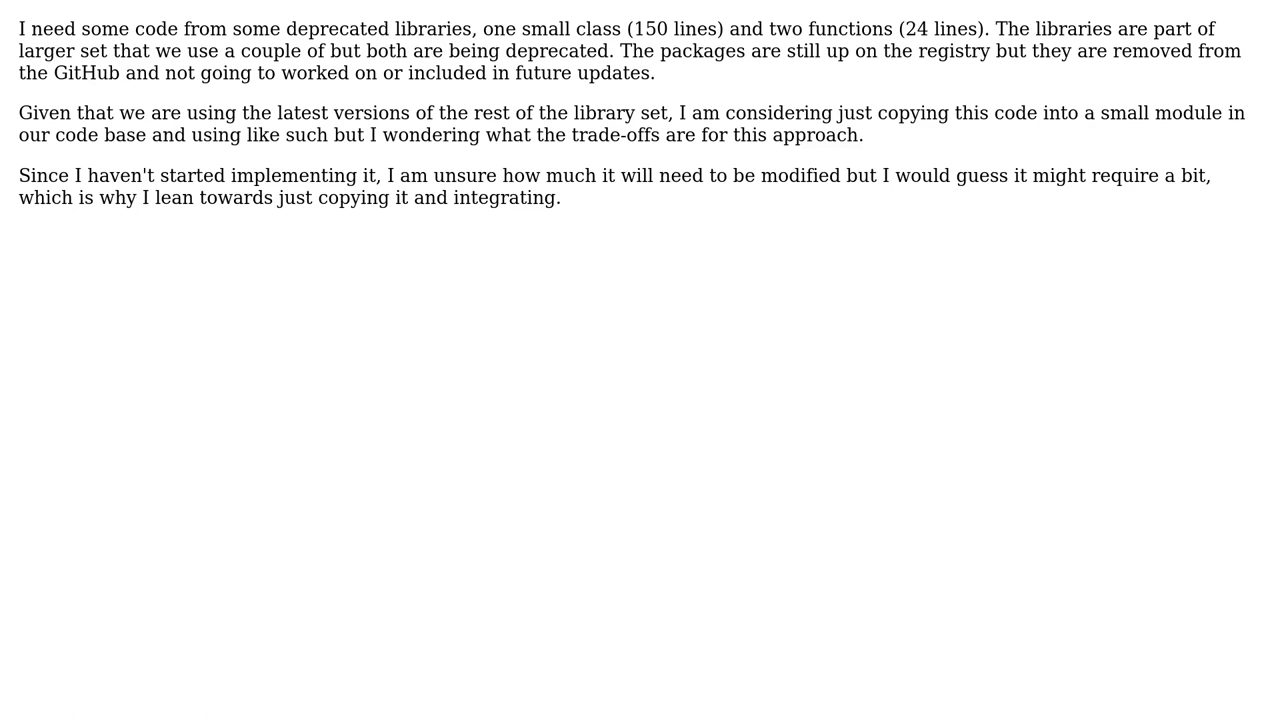 I need some code from some deprecated libraries, one small class (150 lines) and two functions (24 lines). The libraries are part of
larger set that we use a couple of but both are being deprecated. The packages are still up on the registry but they are removed from
the GitHub and not going to worked on or included in future updates.
Given that we are using the latest versions of the rest of the library set, I am considering just copying this code into a small module in
our code base and using like such but I wondering what the trade-offs are for this approach.
Since I haven't started implementing it, I am unsure how much it will need to be modified but I would guess it might require a bit,
which is why I lean towards just copying it and integrating.